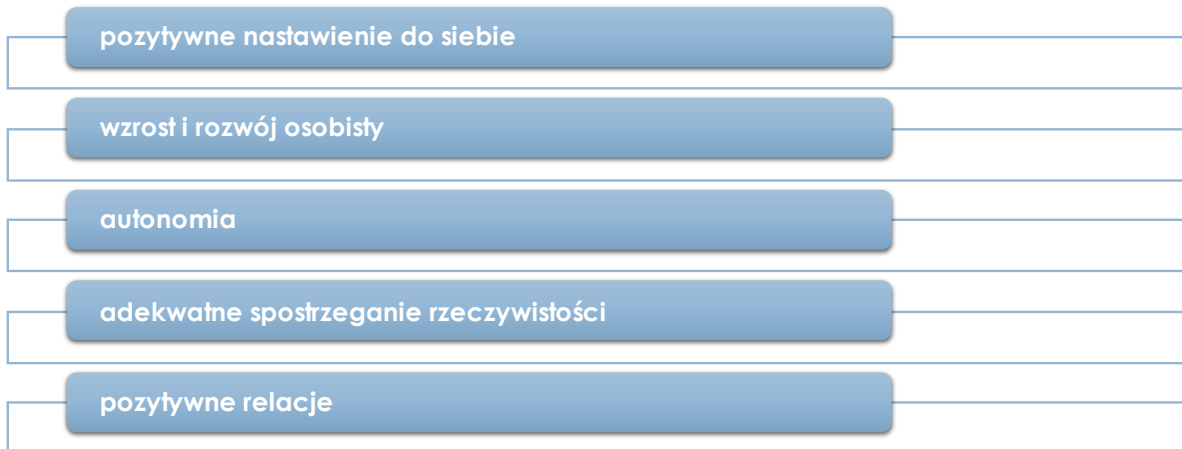 pozytywne nastawienie do siebie
wzrost i rozwój osobisty
autonomia
adekwatne spostrzeganie rzeczywistości
pozytywne relacje